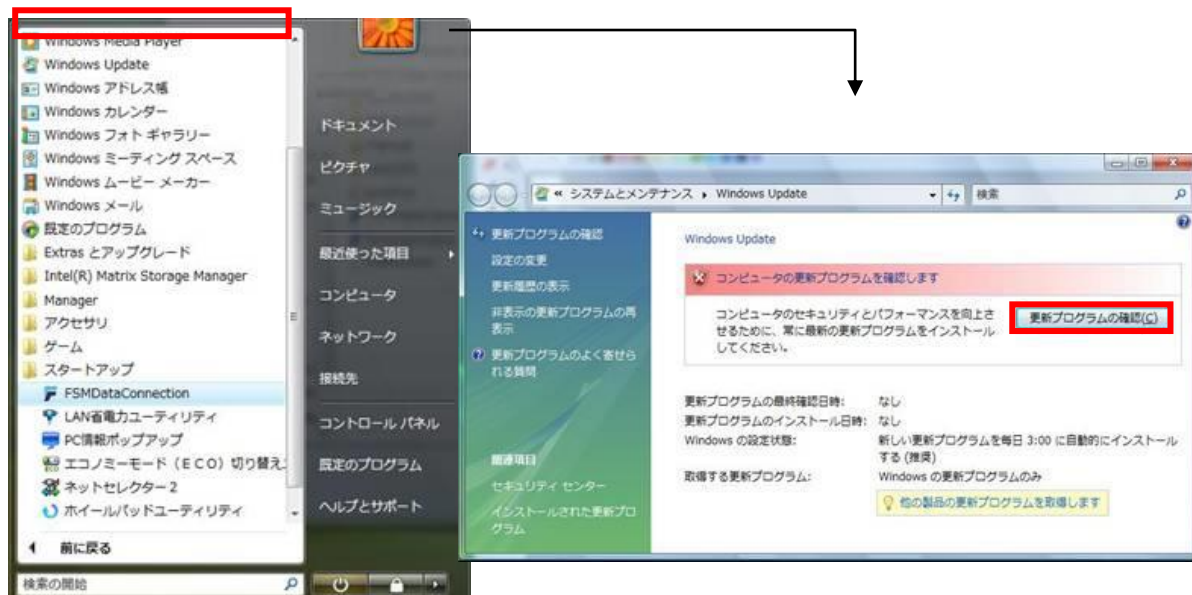 Windows Media Player
Windows Update
Windows アドレス帳
Windows カレンダー
Windows フォト ギャラリー
Windows ミーティング スペース
Windows ムービー メーカー
Windows メール
既定のプログラム
Extras とアップグレード
Intel(R) Matrix Storage Manager
Manager
アクセサリ
ゲーム
スタートアップ
FSMDataConnection
LAN省電力ユーティリティ
PC情報ポップアップ
エコノミーモード（ＥＣＯ）切り替え
ネットセレクター2
ホイールパッドユーティリティ
前に戻る
検索の開始
ドキュメント
ピクチャ
ミュージック
最近使った項目
コンピュータ
ネットワーク
接続先
コントロール パネル
既定のプログラム
ヘルプとサポート
« システムとメンテナンス ▸ Windows Update
検索
更新プログラムの確認
設定の変更
更新履歴の表示
非表示の更新プログラムの再
表示
更新プログラムのよく寄せら
れる質問
関連項目
セキュリティ センター
インストールされた更新プロ
グラム
Windows Update
コンピュータの更新プログラムを確認します
コンピュータのセキュリティとパフォーマンスを向上さ
せるために、常に最新の更新プログラムをインストール
してください。
更新プログラムの確認(C)
更新プログラムの最終確認日時: なし
更新プログラムのインストール日時: なし
Windows の設定状態: 新しい更新プログラムを毎日 3:00 に自動的にインストール
する (推奨)
取得する更新プログラム: Windows の更新プログラムのみ
他の製品の更新プログラムを取得します